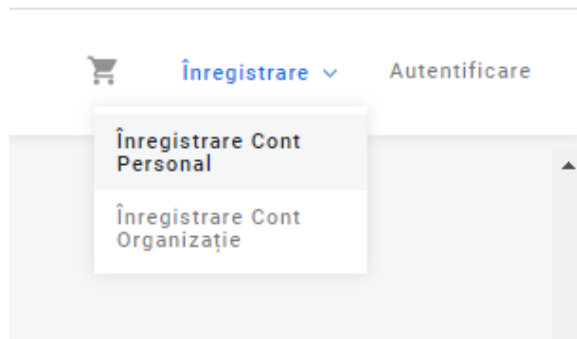 Înregistrare
Autentificare
Înregistrare Cont
Personal
Înregistrare Cont
Organizație